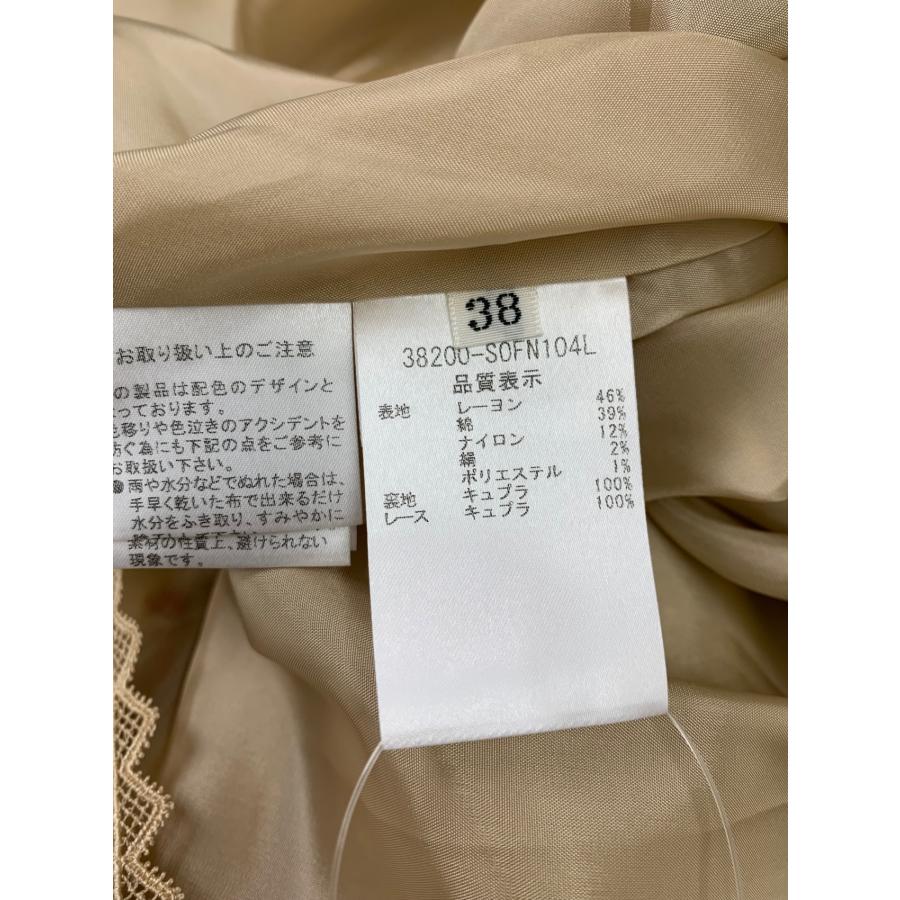 お取り扱い上のご注意
の製品は配色のデザインと
なっております。
色移りや色泣きのアクシデントを
防ぐ為にも下記の点をご参考に
お取扱い下さい。
●雨や水分などでぬれた場合は、
手早く乾いた布で出来るだけ
水分をふき取り、すみやかに
素材の性質上、避けられない
現象です。
38
38200-SOFN104L
品質表示
表地 レーヨン 46%
綿 39%
ナイロン 12%
絹 2%
ポリエステル 1%
裏地 キュプラ 100%
レース キュプラ 100%